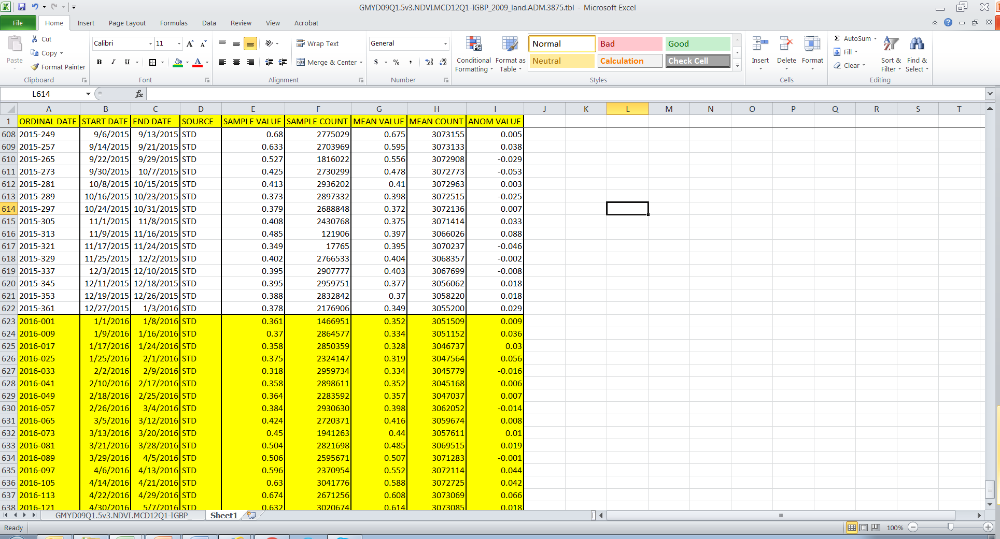 GMYD09Q1.5v3.NDVI.MCD12Q1-IGBP_2009_land.ADM.3875.tbl - Microsoft Excel
File Home Insert Page Layout Formulas Data Review View Acrobat
Paste
Cut
Copy
Format Painter
Clipboard
Calibri 11
B I U
Font
Wrap Text
Merge & Center
Alignment
General
$ % ,
Number
Conditional Formatting
Format as Table
Normal Bad Good
Neutral Calculation Check Cell
Styles
Insert Delete Format
Cells
AutoSum
Fill
Clear
Sort & Filter
Find & Select
Editing
L614 fx
A B C D E F G H I J K L M N O P Q R S T
1 ORDINAL DATE START DATE END DATE SOURCE SAMPLE VALUE SAMPLE COUNT MEAN VALUE MEAN COUNT ANOM VALUE
608 2015-249 9/6/2015 9/13/2015 STD 0.68 2775029 0.675 3073155 0.005
609 2015-257 9/14/2015 9/21/2015 STD 0.633 2703969 0.595 3073133 0.038
610 2015-265 9/22/2015 9/29/2015 STD 0.527 1816022 0.556 3072908 -0.029
611 2015-273 9/30/2015 10/7/2015 STD 0.425 2730299 0.478 3072773 -0.053
612 2015-281 10/8/2015 10/15/2015 STD 0.413 2936202 0.41 3072963 0.003
613 2015-289 10/16/2015 10/23/2015 STD 0.373 2897332 0.398 3072515 -0.025
614 2015-297 10/24/2015 10/31/2015 STD 0.379 2688848 0.372 3072136 0.007
615 2015-305 11/1/2015 11/8/2015 STD 0.408 2430768 0.375 3071414 0.033
616 2015-313 11/9/2015 11/16/2015 STD 0.485 121906 0.397 3066026 0.088
617 2015-321 11/17/2015 11/24/2015 STD 0.349 17765 0.395 3070237 -0.046
618 2015-329 11/25/2015 12/2/2015 STD 0.402 2766533 0.404 3068357 -0.002
619 2015-337 12/3/2015 12/10/2015 STD 0.395 2907777 0.403 3067699 -0.008
620 2015-345 12/11/2015 12/18/2015 STD 0.395 2959751 0.377 3056062 0.018
621 2015-353 12/19/2015 12/26/2015 STD 0.388 2832842 0.37 3058220 0.018
622 2015-361 12/27/2015 1/3/2016 STD 0.378 2176906 0.349 3055200 0.029
623 2016-001 1/1/2016 1/8/2016 STD 0.361 1466951 0.352 3051509 0.009
624 2016-009 1/9/2016 1/16/2016 STD 0.37 2864577 0.334 3051152 0.036
625 2016-017 1/17/2016 1/24/2016 STD 0.358 2850359 0.328 3046737 0.03
626 2016-025 1/25/2016 2/1/2016 STD 0.375 2324147 0.319 3047564 0.056
627 2016-033 2/2/2016 2/9/2016 STD 0.318 2959734 0.334 3045779 -0.016
628 2016-041 2/10/2016 2/17/2016 STD 0.358 2898611 0.352 3045168 0.006
629 2016-049 2/18/2016 2/25/2016 STD 0.364 2283592 0.357 3047037 0.007
630 2016-057 2/26/2016 3/4/2016 STD 0.384 2930630 0.398 3062052 -0.014
631 2016-065 3/5/2016 3/12/2016 STD 0.424 2720371 0.416 3059674 0.008
632 2016-073 3/13/2016 3/20/2016 STD 0.45 1941263 0.44 3057611 0.01
633 2016-081 3/21/2016 3/28/2016 STD 0.504 2821698 0.485 3069515 0.019
634 2016-089 3/29/2016 4/5/2016 STD 0.506 2595671 0.507 3071283 -0.001
635 2016-097 4/6/2016 4/13/2016 STD 0.596 2370954 0.552 3072114 0.044
636 2016-105 4/14/2016 4/21/2016 STD 0.63 3041776 0.588 3072725 0.042
637 2016-113 4/22/2016 4/29/2016 STD 0.674 2671256 0.608 3073069 0.066
638 2016-121 4/30/2016 5/7/2016 STD 0.632 3020674 0.614 3073085 0.018
GMYD09Q1.5v3.NDVI.MCD12Q1-IGBP_ Sheet1
Ready 100%